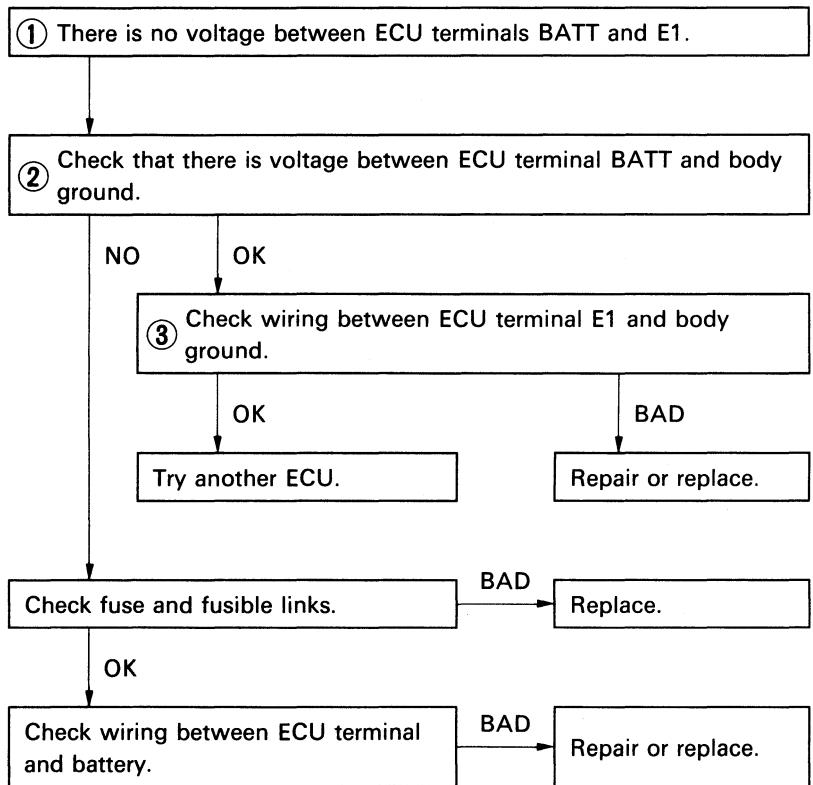 ① There is no voltage between ECU terminals BATT and E1.
② Check that there is voltage between ECU terminal BATT and body
ground.
NO
OK
③ Check wiring between ECU terminal E1 and body
ground.
OK
BAD
Try another ECU.
Repair or replace.
Check fuse and fusible links.
BAD
Replace.
OK
Check wiring between ECU terminal
and battery.
BAD
Repair or replace.